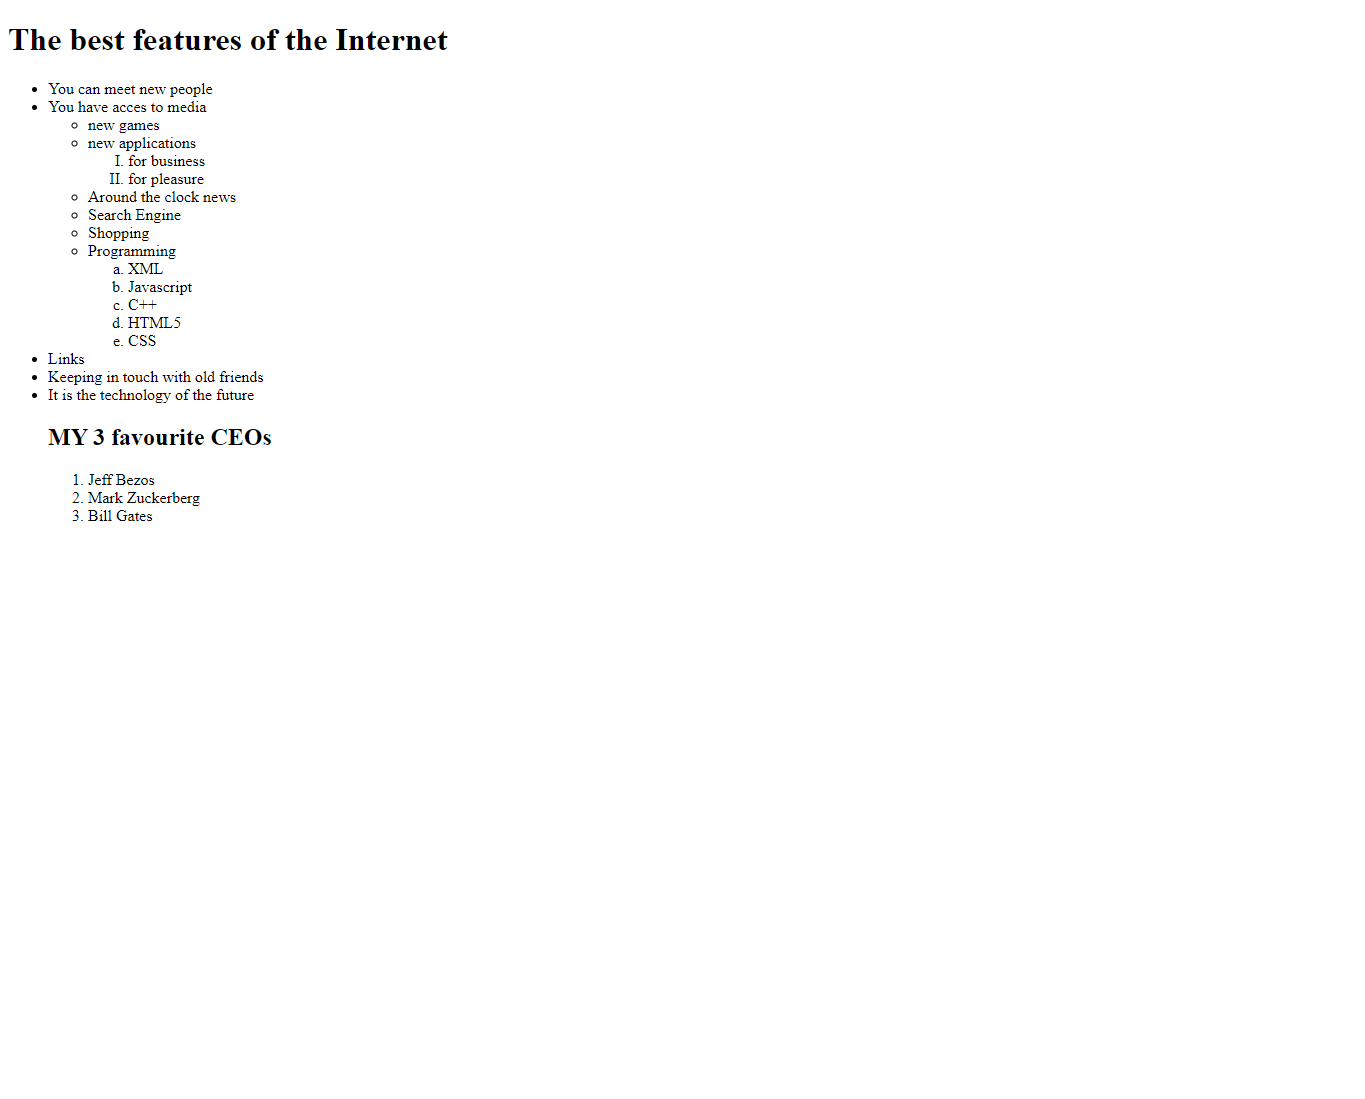 The best features of the Internet
• You can meet new people
• You have acces to media
◦ new games
◦ new applications
I. for business
II. for pleasure
◦ Around the clock news
◦ Search Engine
◦ Shopping
◦ Programming
a. XML
b. Javascript
c. C++
d. HTML5
e. CSS
• Links
• Keeping in touch with old friends
• It is the technology of the future
MY 3 favourite CEOs
1. Jeff Bezos
2. Mark Zuckerberg
3. Bill Gates